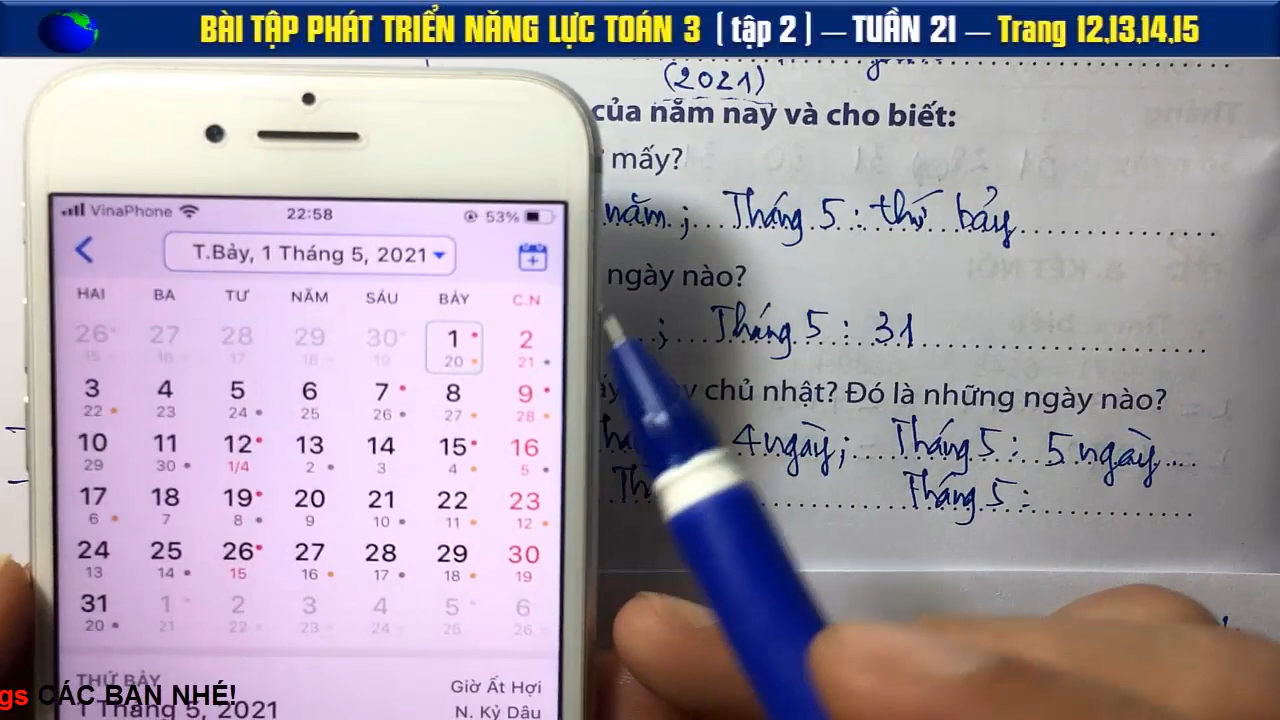 BÀI TẬP PHÁT TRIỂN NĂNG LỰC TOÁN 3 ( tập 2 ) — TUẦN 21 — Trang 12,13,14,15
(2021)
của năm nay và cho biết:
mấy?
năm ; Tháng 5 : thứ bảy
ngày nào?
; Tháng 5 : 31
chủ nhật? Đó là những ngày nào?
4 ngày; Tháng 5 : 5 ngày
Tháng 5 :
VinaPhone 22:58 53%
T.Bảy, 1 Tháng 5, 2021
HAI BA TƯ NĂM SÁU BẢY C.N
26 27 28 29 30 1 2
15 16 17 18 19 20 21
3 4 5 6 7 8 9
22 23 24 25 26 27 28
10 11 12 13 14 15 16
29 30 1/4 2 3 4 5
17 18 19 20 21 22 23
6 7 8 9 10 11 12
24 25 26 27 28 29 30
13 14 15 16 17 18 19
31 1 2 3 4 5 6
20 21 22 23 24 25 26
THỨ BẢY Giờ Ất Hợi
gs CÁC BẠN NHÉ!
1 Tháng 5, 2021 N. Kỷ Dậu